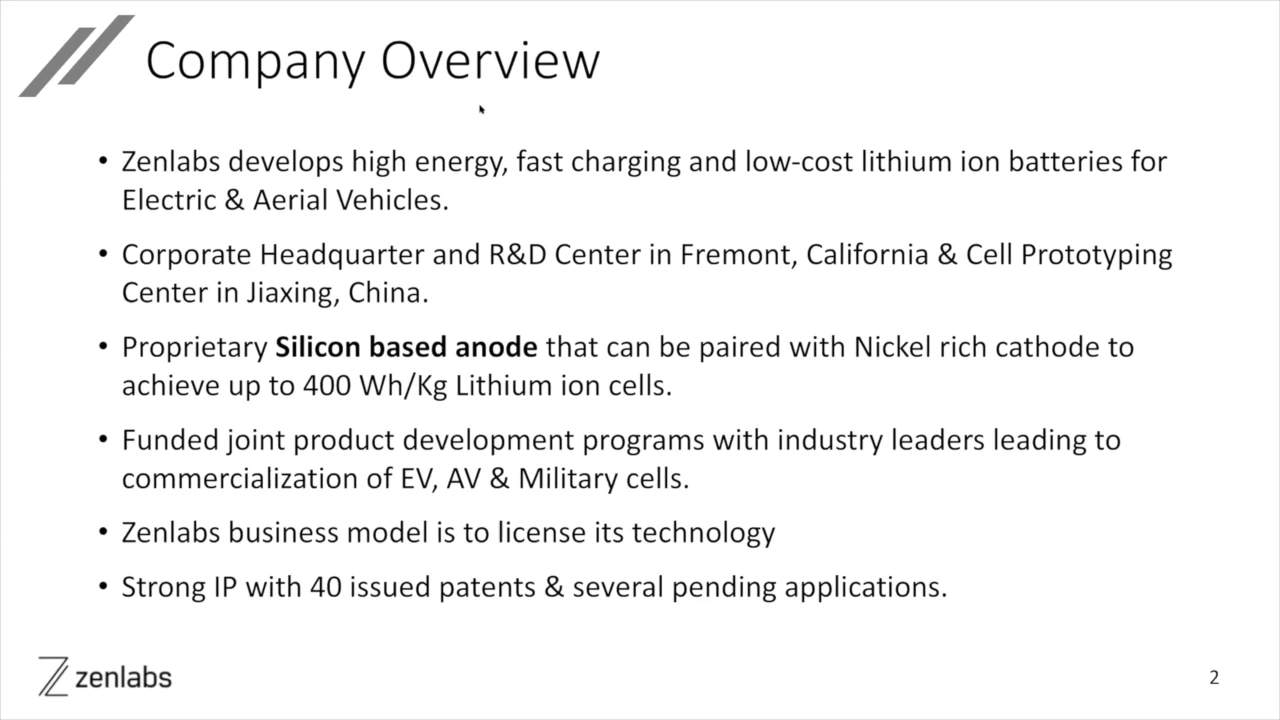 Company Overview
• Zenlabs develops high energy, fast charging and low-cost lithium ion batteries for
Electric & Aerial Vehicles.
• Corporate Headquarter and R&D Center in Fremont, California & Cell Prototyping
Center in Jiaxing, China.
• Proprietary Silicon based anode that can be paired with Nickel rich cathode to
achieve up to 400 Wh/Kg Lithium ion cells.
• Funded joint product development programs with industry leaders leading to
commercialization of EV, AV & Military cells.
• Zenlabs business model is to license its technology
• Strong IP with 40 issued patents & several pending applications.
zenlabs
2